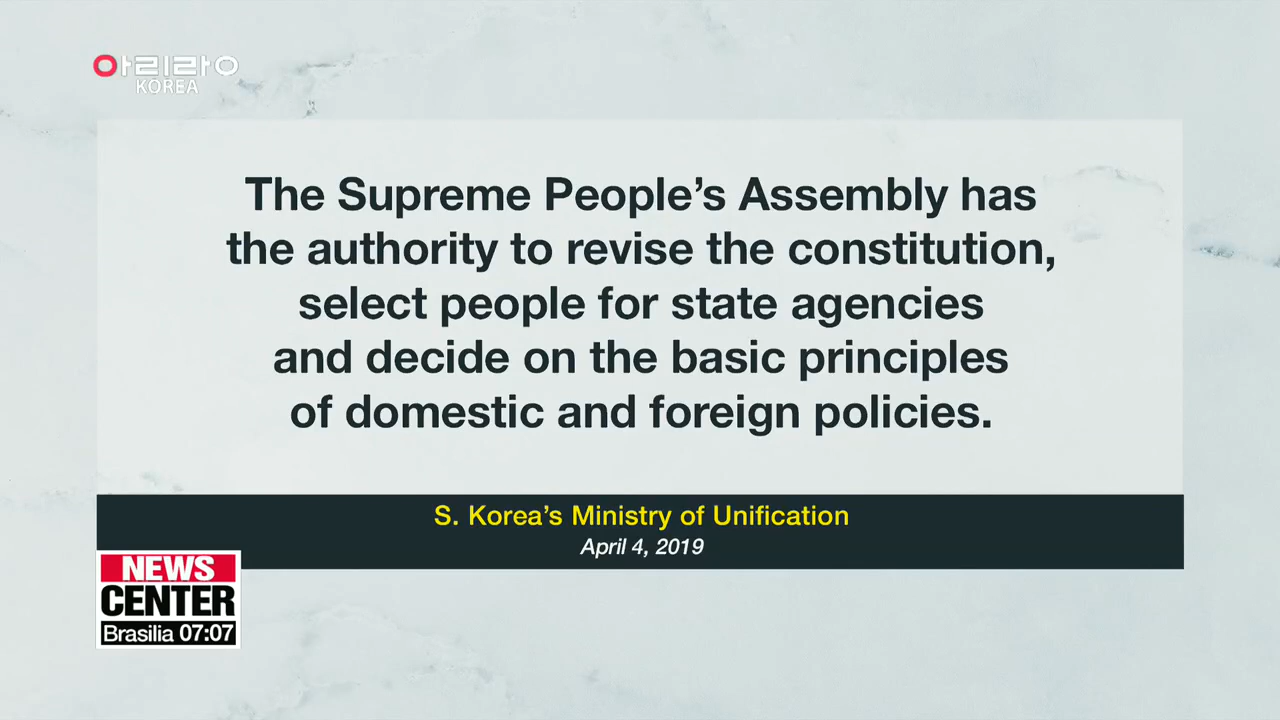 아리랑
KOREA
The Supreme People’s Assembly has
the authority to revise the constitution,
select people for state agencies
and decide on the basic principles
of domestic and foreign policies.
S. Korea’s Ministry of Unification
April 4, 2019
NEWS
CENTER
Brasilia 07:07